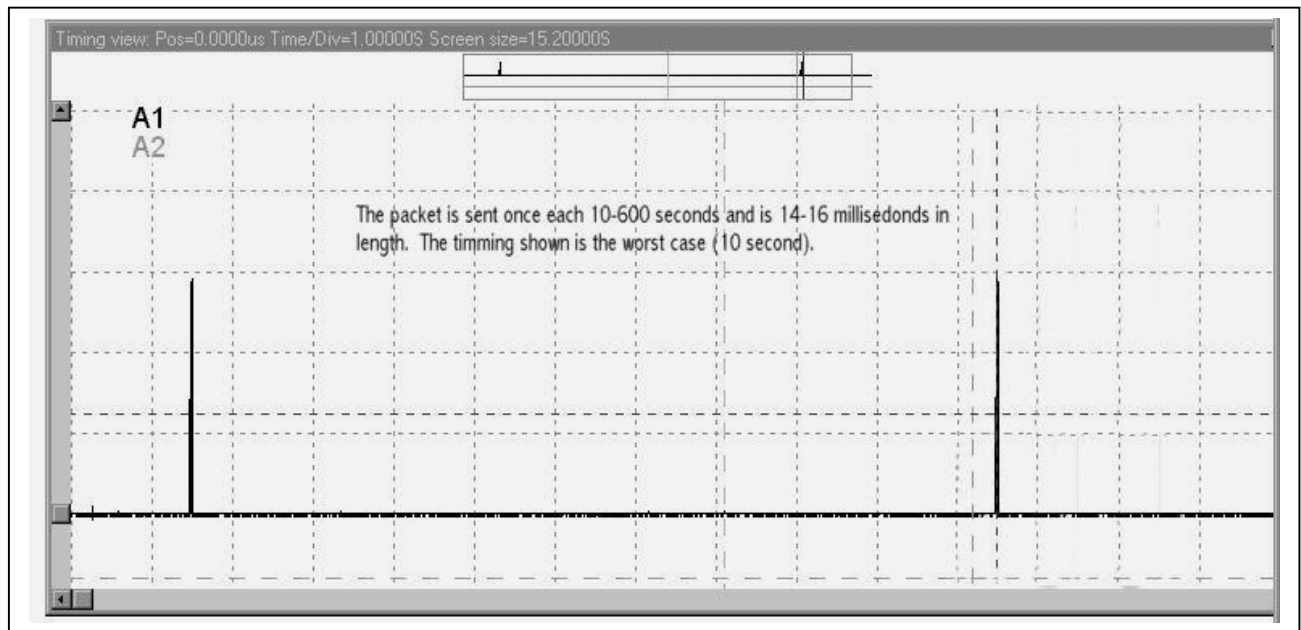 Timing view: Pos=0.0000us Time/Div=1.00000S Screen size=15.20000S
A1
A2
The packet is sent once each 10-600 seconds and is 14-16 millisedonds in
length. The timming shown is the worst case (10 second).